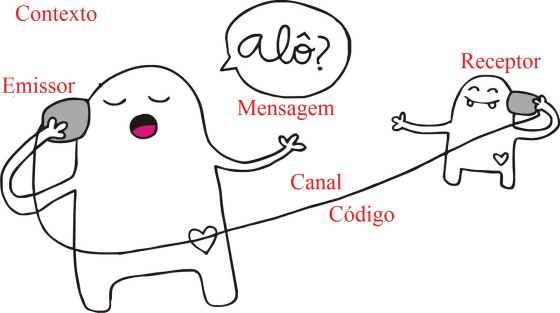 Contexto
alô?
Receptor
Emissor
Mensagem
Canal
Código